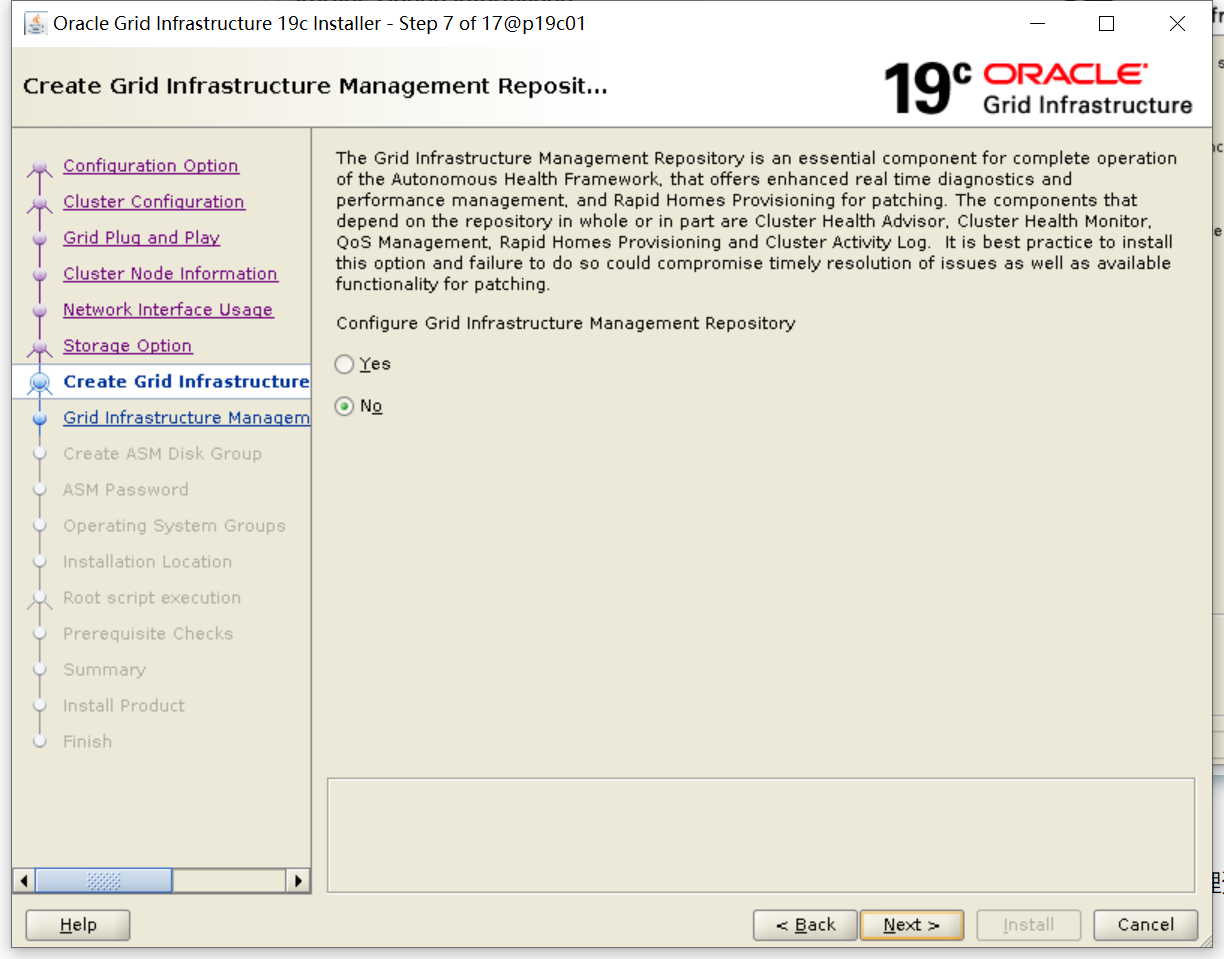 Oracle Grid Infrastructure 19c Installer - Step 7 of 17@p19c01
Create Grid Infrastructure Management Reposit...
19c ORACLE
Grid Infrastructure
Configuration Option
Cluster Configuration
Grid Plug and Play
Cluster Node Information
Network Interface Usage
Storage Option
Create Grid Infrastructure
Grid Infrastructure Managem
Create ASM Disk Group
ASM Password
Operating System Groups
Installation Location
Root script execution
Prerequisite Checks
Summary
Install Product
Finish
The Grid Infrastructure Management Repository is an essential component for complete operation
of the Autonomous Health Framework, that offers enhanced real time diagnostics and
performance management, and Rapid Homes Provisioning for patching. The components that
depend on the repository in whole or in part are Cluster Health Advisor, Cluster Health Monitor,
QoS Management, Rapid Homes Provisioning and Cluster Activity Log.  It is best practice to install
this option and failure to do so could compromise timely resolution of issues as well as available
functionality for patching.
Configure Grid Infrastructure Management Repository
Yes
No
Help
< Back
Next >
Install
Cancel